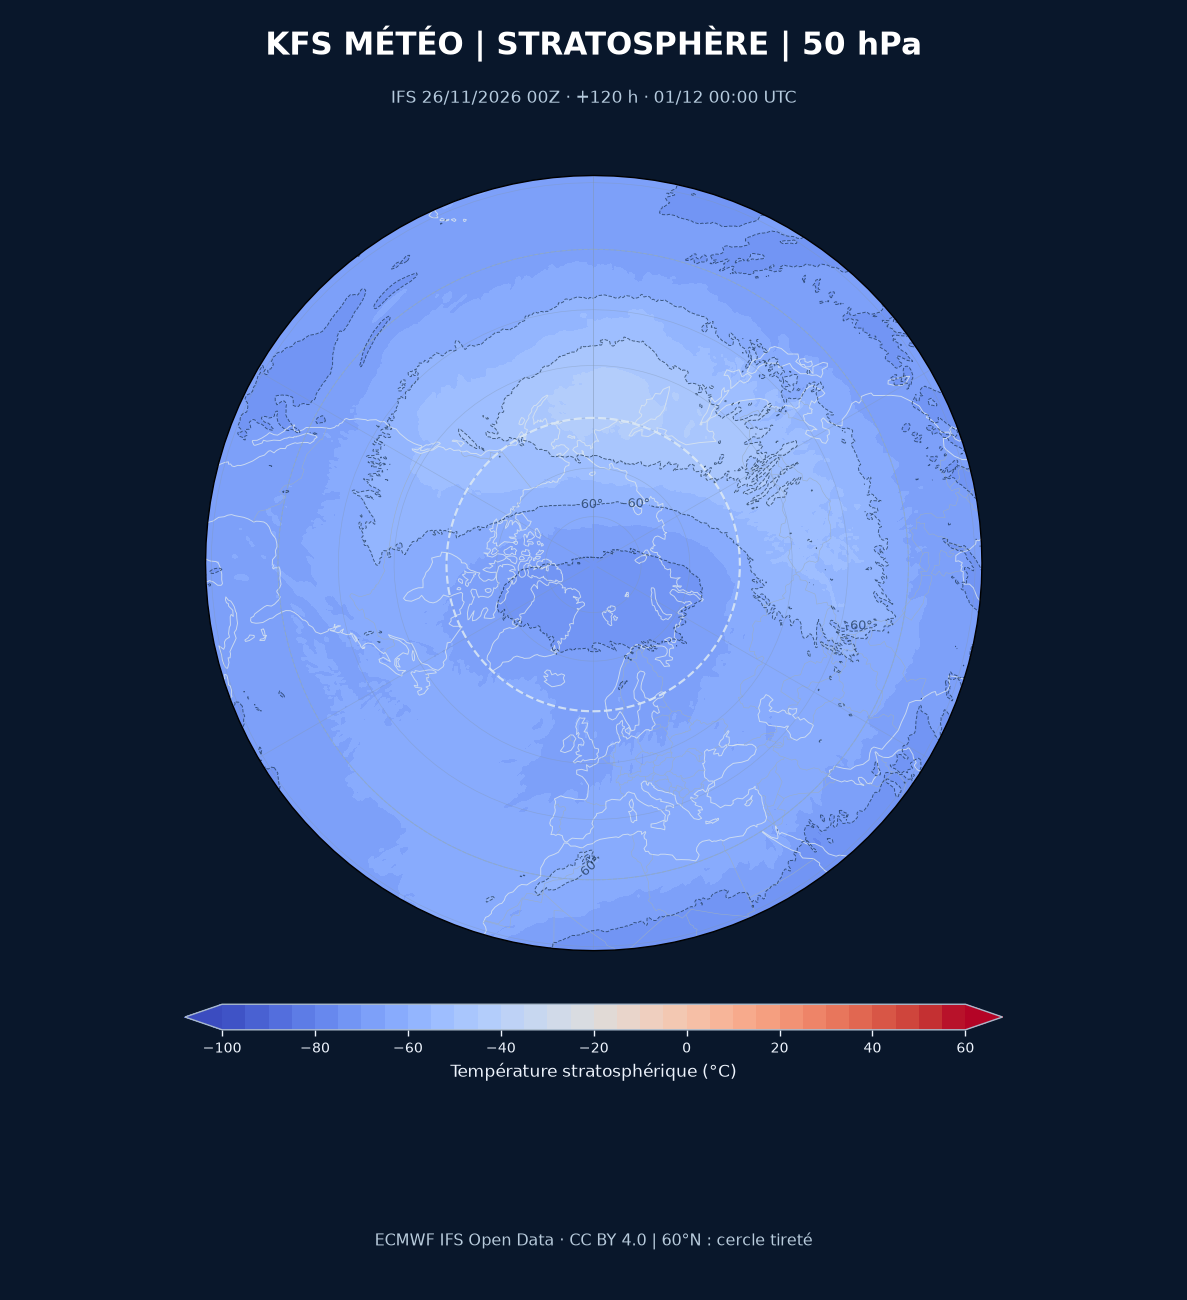 KFS MÉTÉO | STRATOSPHÈRE | 50 hPa
IFS 26/11/2026 00Z · +120 h · 01/12 00:00 UTC
60°
60°
-60°
60°
−100 −80 −60 −40 −20 0 20 40 60
Température stratosphérique (°C)
ECMWF IFS Open Data · CC BY 4.0 | 60°N : cercle tireté